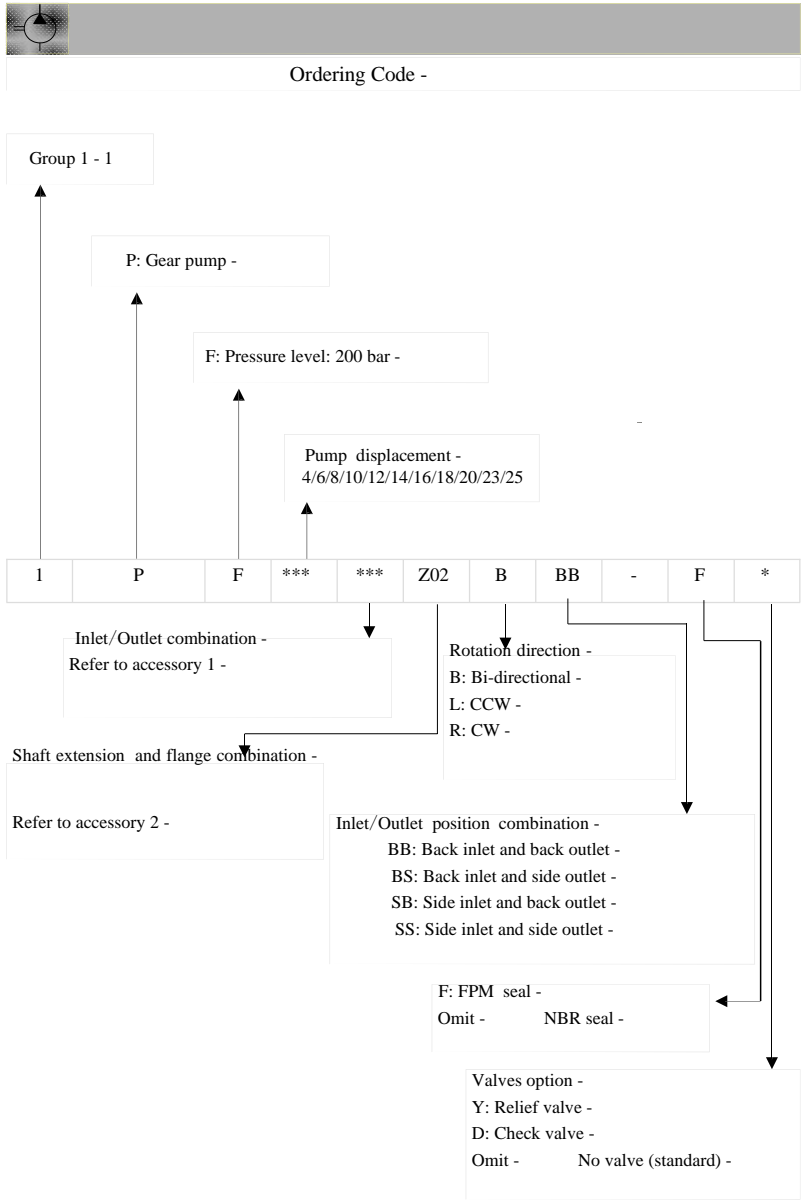 Ordering Code -
Group 1 - 1
P: Gear pump -
F: Pressure level: 200 bar -
-
Pump displacement -
4/6/8/10/12/14/16/18/20/23/25
1 P F *** *** Z02 B BB - F *
Inlet/Outlet combination -
Refer to accessory 1 -
Rotation direction -
B: Bi-directional -
L: CCW -
R: CW -
Shaft extension and flange combination -
Refer to accessory 2 -
Inlet/Outlet position combination -
BB: Back inlet and back outlet -
BS: Back inlet and side outlet -
SB: Side inlet and back outlet -
SS: Side inlet and side outlet -
F: FPM seal -
Omit - NBR seal -
Valves option -
Y: Relief valve -
D: Check valve -
Omit - No valve (standard) -